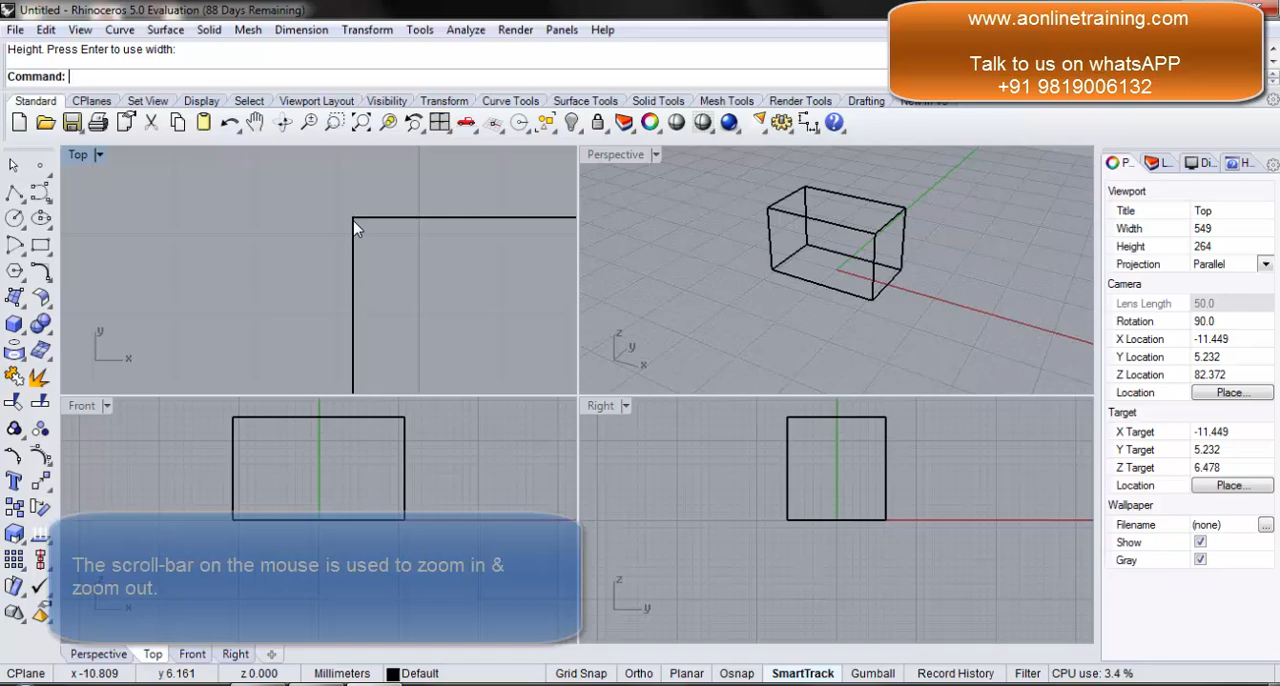 Untitled - Rhinoceros 5.0 Evaluation (88 Days Remaining)
www.aonlinetraining.com
Talk to us on whatsAPP
+91 9819006132
File Edit View Curve Surface Solid Mesh Dimension Transform Tools Analyze Render Panels Help
Height. Press Enter to use width:
Command:
Standard CPlanes Set View Display Select Viewport Layout Visibility Transform Curve Tools Surface Tools Solid Tools Mesh Tools Render Tools Drafting
Top
Perspective
P... L... Di... H...
Viewport
Title Top
Width 549
Height 264
Projection Parallel
Camera
Lens Length 50.0
Rotation 90.0
X Location -11.449
Y Location 5.232
Z Location 82.372
Location Place...
Target
X Target -11.449
Y Target 5.232
Z Target 6.478
Location Place...
Wallpaper
Filename (none) ...
Show
Gray
y
x
z
y
x
Front
Right
The scroll-bar on the mouse is used to zoom in &
zoom out.
z
x
z
y
Perspective Top Front Right
CPlane x -10.809 y 6.161 z 0.000 Millimeters Default Grid Snap Ortho Planar Osnap SmartTrack Gumball Record History Filter CPU use: 3.4 %